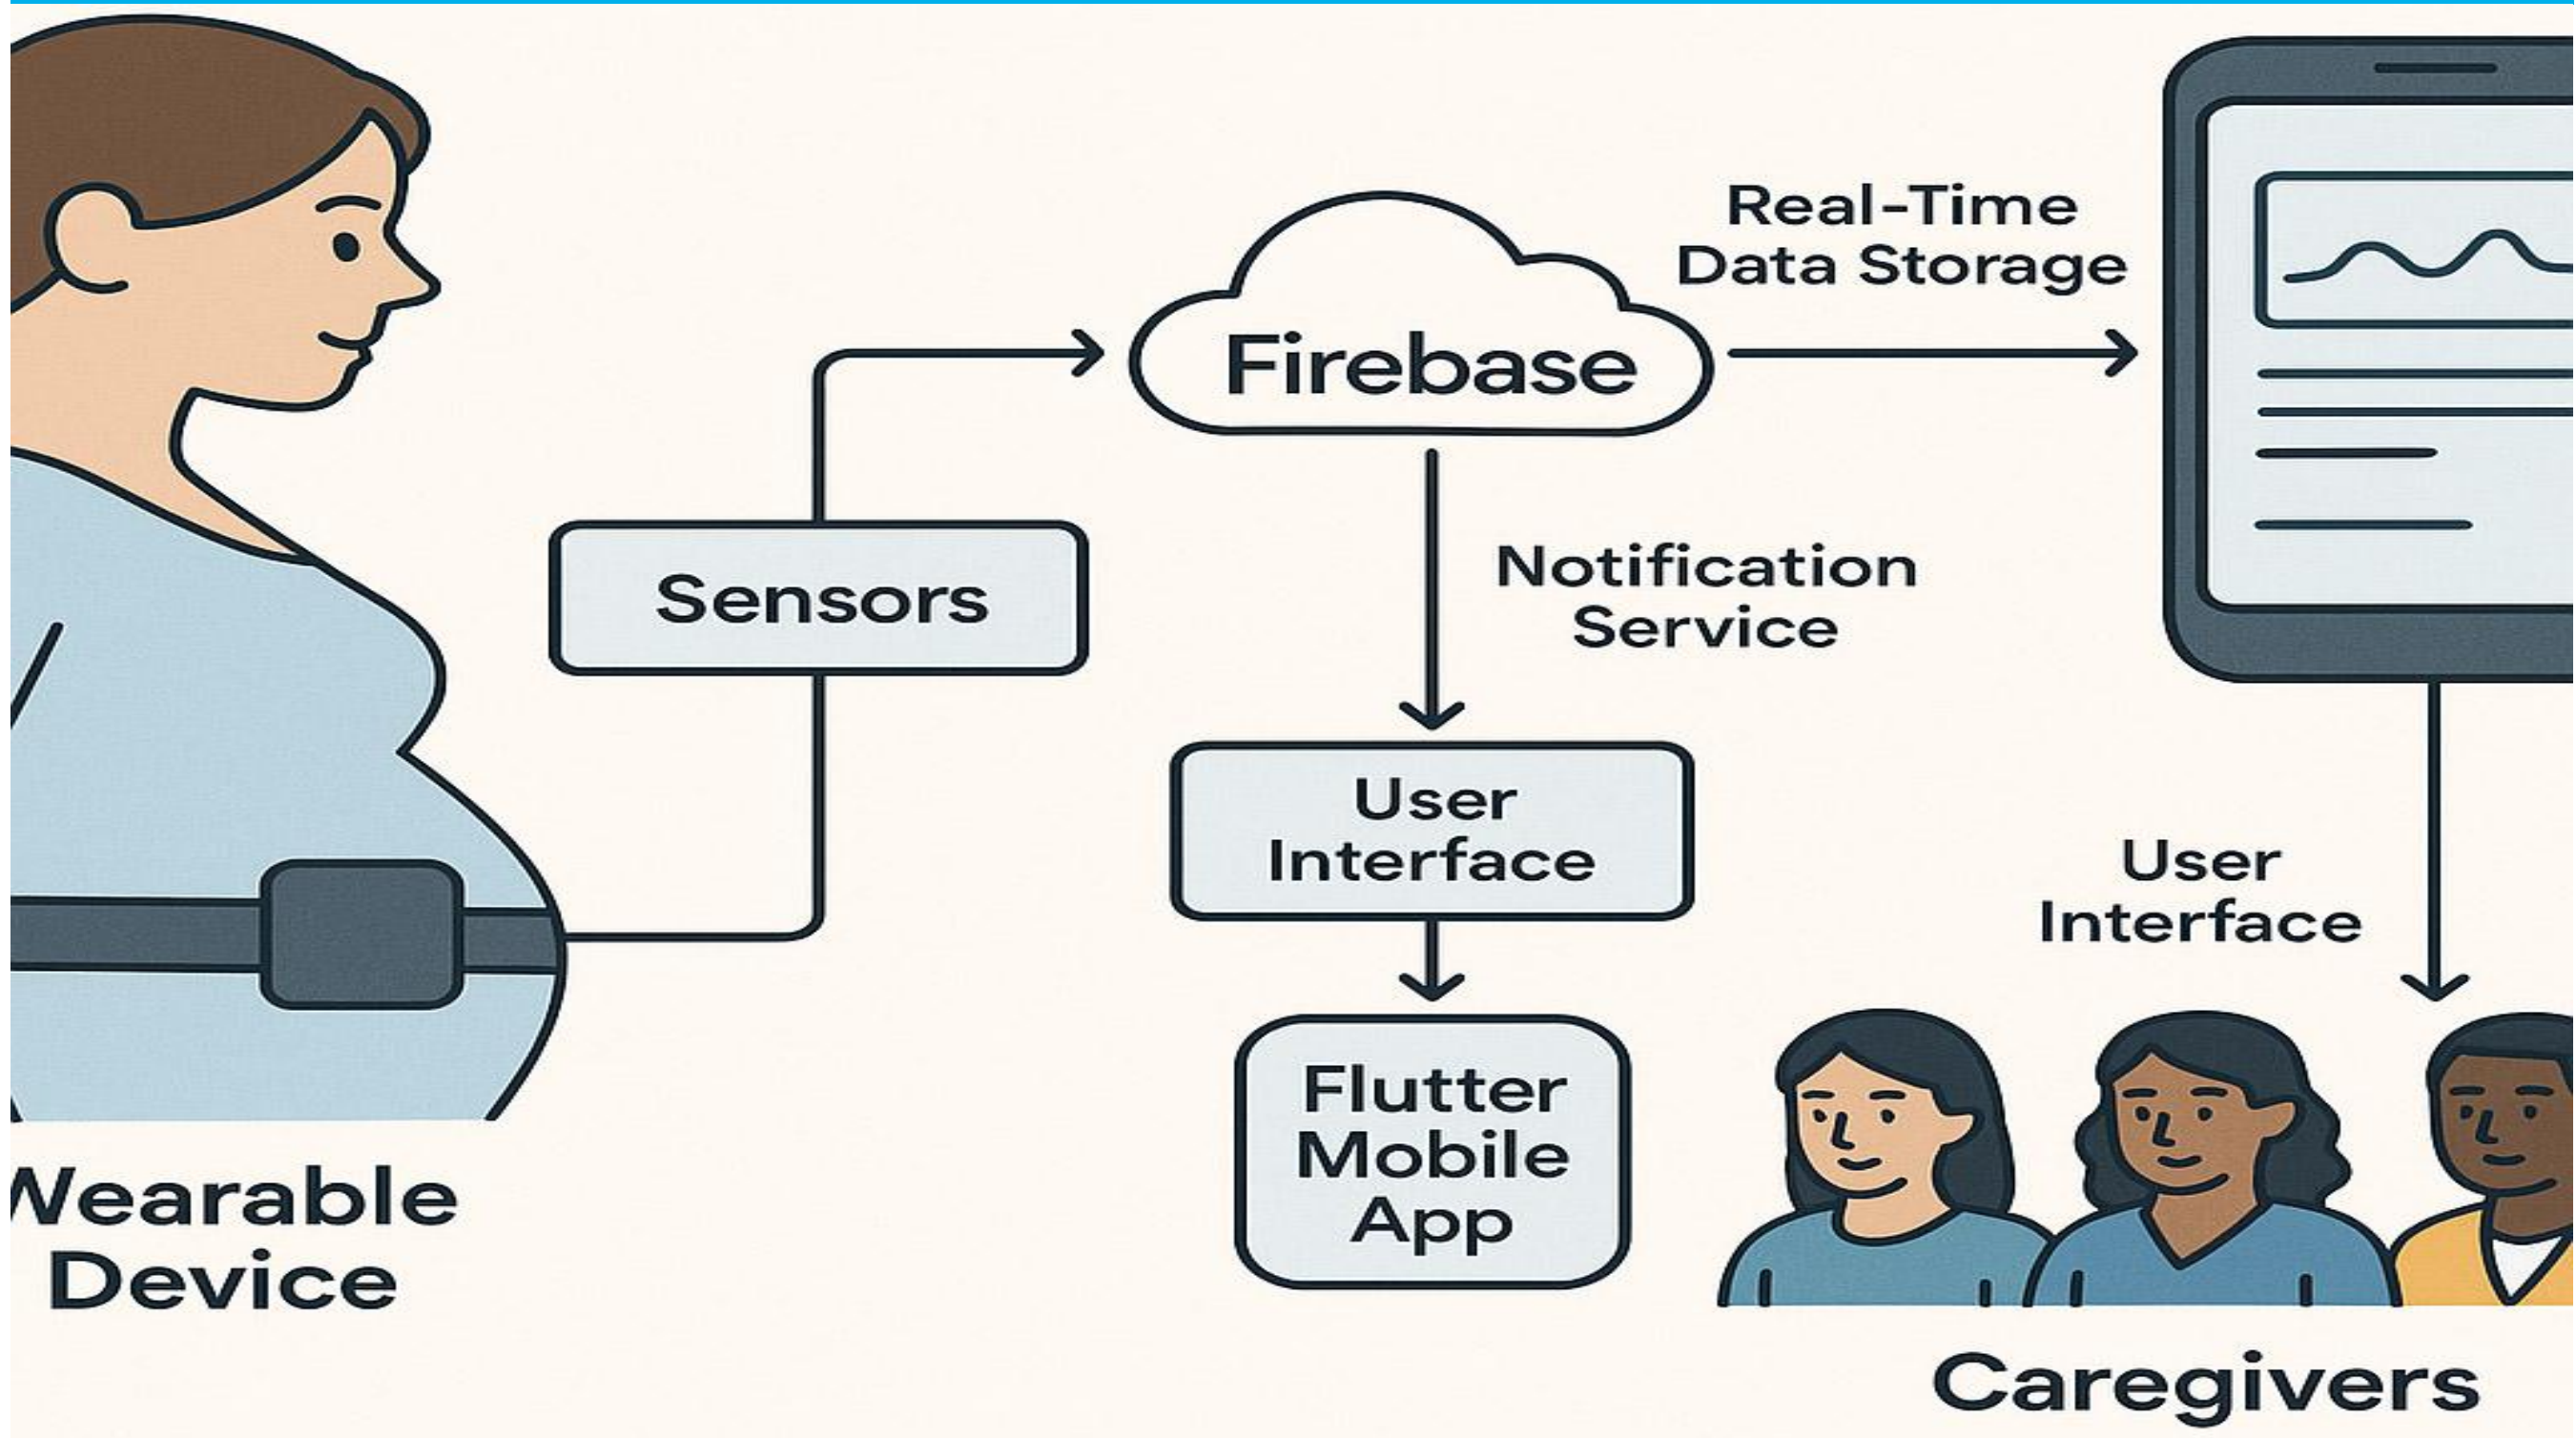 Real-Time
Data Storage
Firebase
Sensors
Notification
Service
User
Interface
User
Interface
Flutter
Mobile
App
Wearable
Device
Caregivers